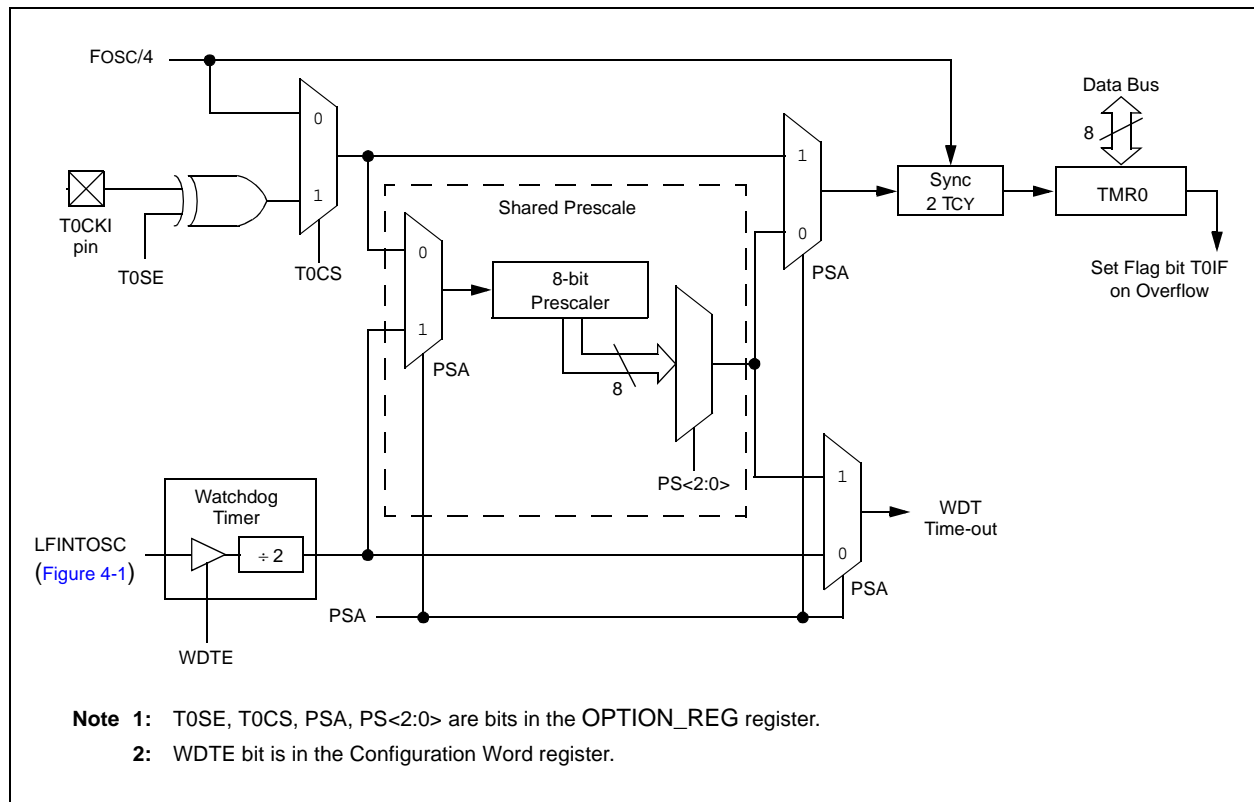 FOSC/4
Data Bus
8
0
1
1
0
T0CKI
pin
T0SE
T0CS
Shared Prescale
0
1
8-bit
Prescaler
PSA
8
PS<2:0>
PSA
Sync
2 TCY
TMR0
Set Flag bit T0IF
on Overflow
Watchdog
Timer
LFINTOSC
(Figure 4-1)
÷ 2
WDTE
PSA
1
0
PSA
WDT
Time-out
Note 1: T0SE, T0CS, PSA, PS<2:0> are bits in the OPTION_REG register.
2: WDTE bit is in the Configuration Word register.